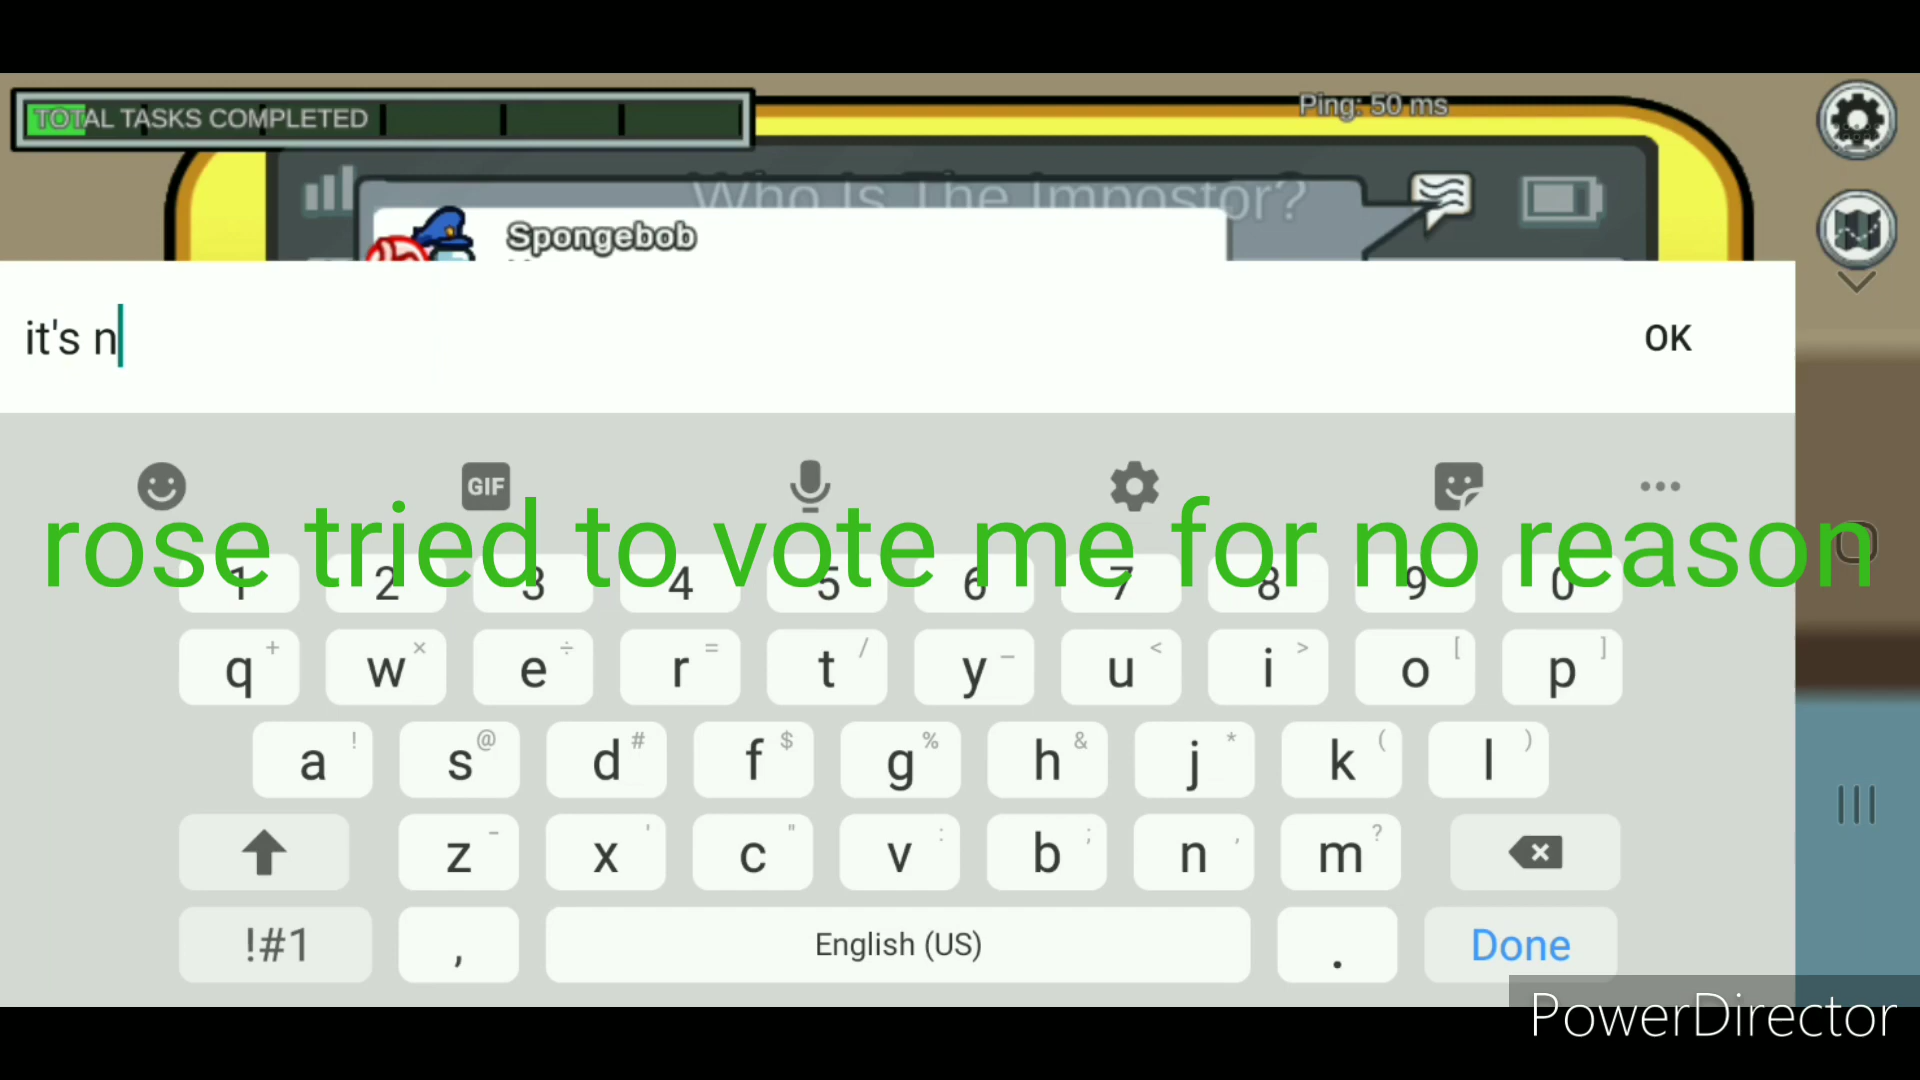 TOTAL TASKS COMPLETED
Ping: 50 ms
Who Is The Impostor?
Spongebob
it's n
OK
GIF
rose tried to vote me for no reason
1 2 3 4 5 6 7 8 9 0
q + w × e ÷ r = t / y _ u < i > o [ p ]
a ! s @ d # f $ g % h & j * k ( l )
z - x ' c " v : b ; n , m ?
!#1 , English (US) . Done
PowerDirector